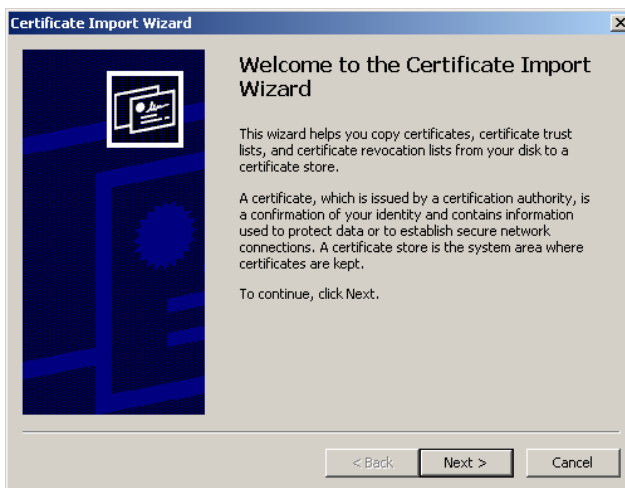 Certificate Import Wizard
Welcome to the Certificate Import
Wizard
This wizard helps you copy certificates, certificate trust
lists, and certificate revocation lists from your disk to a
certificate store.
A certificate, which is issued by a certification authority, is
a confirmation of your identity and contains information
used to protect data or to establish secure network
connections. A certificate store is the system area where
certificates are kept.
To continue, click Next.
< Back Next > Cancel